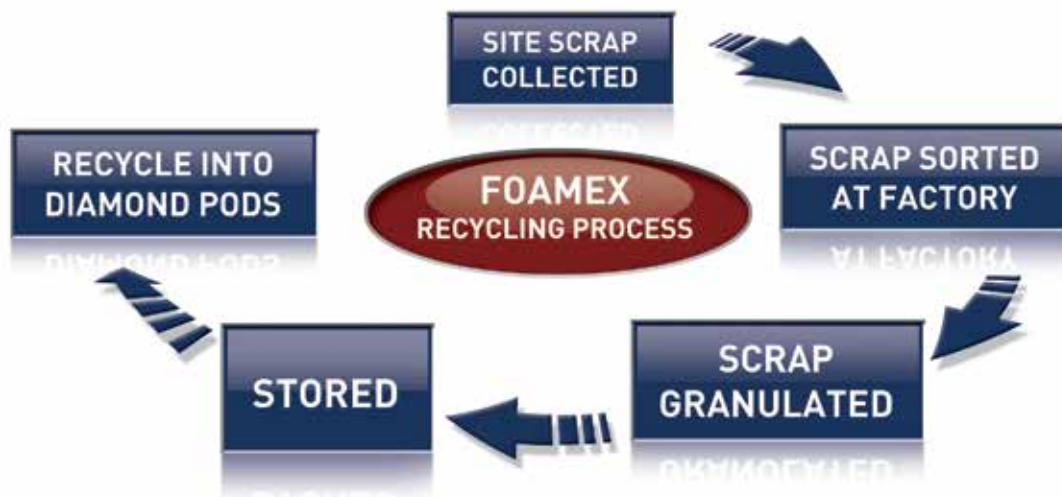 SITE SCRAP
COLLECTED
SCRAP SORTED
AT FACTORY
SCRAP
GRANULATED
STORED
RECYCLE INTO
DIAMOND PODS
FOAMEX
RECYCLING PROCESS